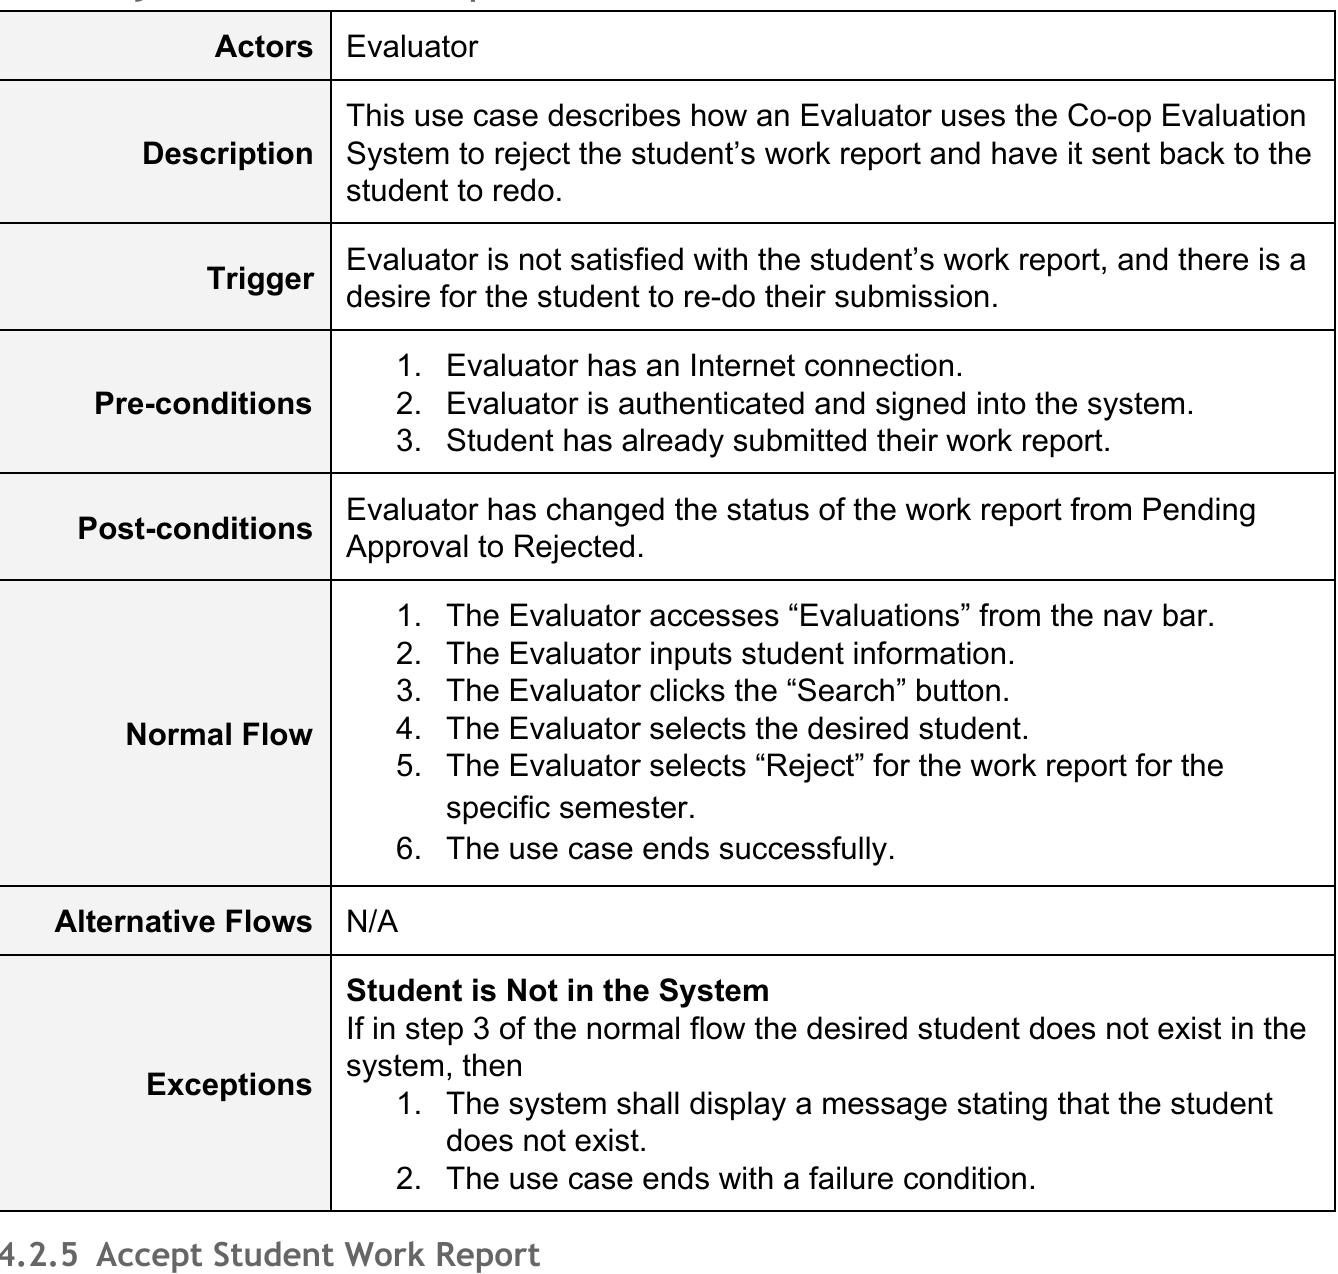 Actors
Evaluator
Description
This use case describes how an Evaluator uses the Co-op Evaluation
System to reject the student’s work report and have it sent back to the
student to redo.
Trigger
Evaluator is not satisfied with the student’s work report, and there is a
desire for the student to re-do their submission.
Pre-conditions
1. Evaluator has an Internet connection.
2. Evaluator is authenticated and signed into the system.
3. Student has already submitted their work report.
Post-conditions
Evaluator has changed the status of the work report from Pending
Approval to Rejected.
Normal Flow
1. The Evaluator accesses “Evaluations” from the nav bar.
2. The Evaluator inputs student information.
3. The Evaluator clicks the “Search” button.
4. The Evaluator selects the desired student.
5. The Evaluator selects “Reject” for the work report for the
specific semester.
6. The use case ends successfully.
Alternative Flows
N/A
Exceptions
Student is Not in the System
If in step 3 of the normal flow the desired student does not exist in the
system, then
1. The system shall display a message stating that the student
does not exist.
2. The use case ends with a failure condition.
4.2.5 Accept Student Work Report